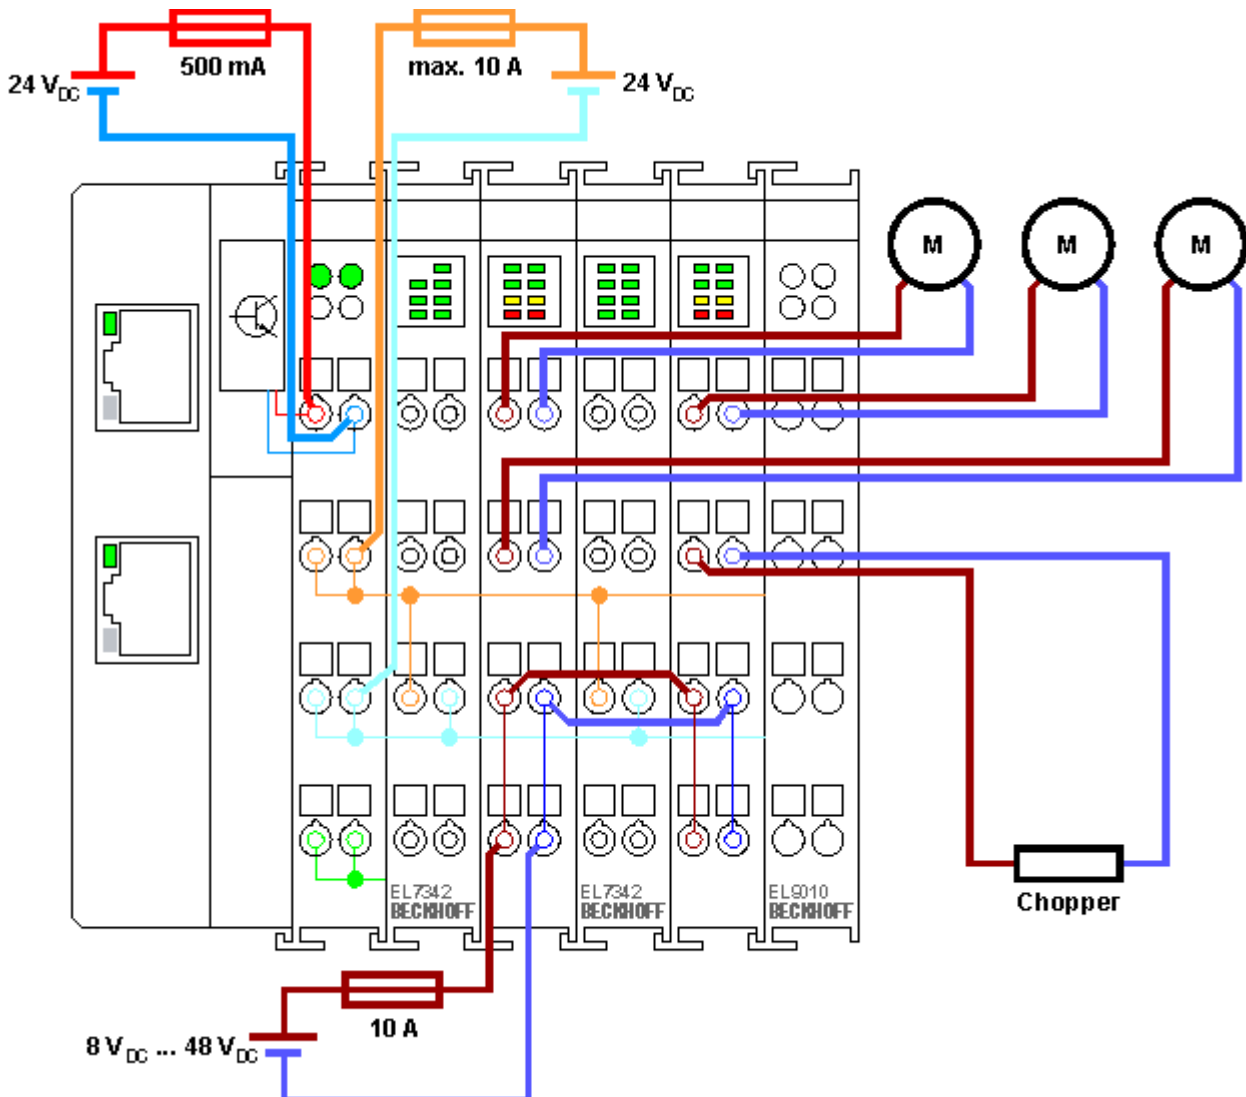 500 mA
max. 10 A
24 VDC
24 VDC
M
M
M
EL7342
BECKHOFF
EL7342
BECKHOFF
EL9010
BECKHOFF
Chopper
10 A
8 VDC ... 48 VDC